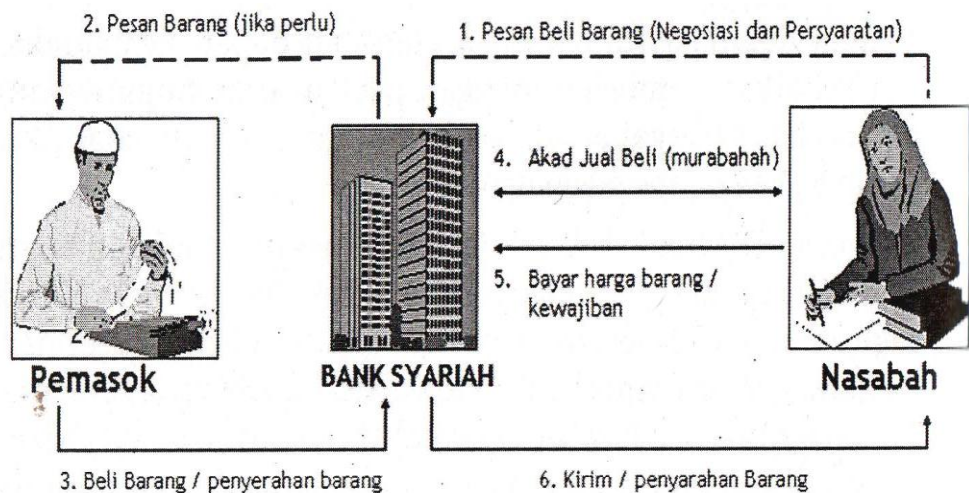 2. Pesan Barang (jika perlu)
1. Pesan Beli Barang (Negosiasi dan Persyaratan)
4. Akad Jual Beli (murabahah)
5. Bayar harga barang /
kewajiban
Pemasok
BANK SYARIAH
Nasabah
3. Beli Barang / penyerahan barang
6. Kirim / penyarahan Barang